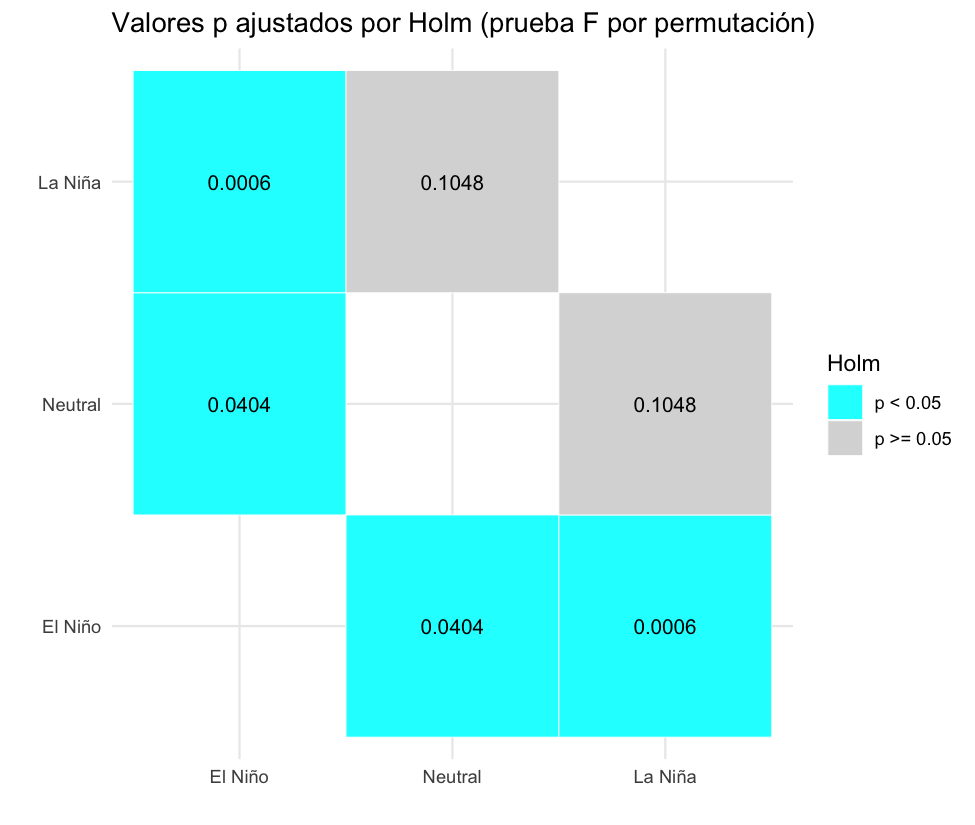 Valores p ajustados por Holm (prueba F por permutación)
La Niña
0.0006
0.1048
Neutral
0.0404
0.1048
El Niño
0.0404
0.0006
El Niño
Neutral
La Niña
Holm
p < 0.05
p >= 0.05